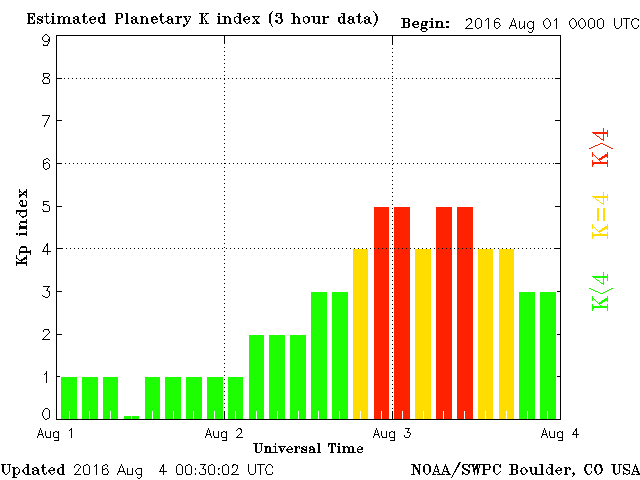 Estimated Planetary K index (3 hour data) Begin: 2016 Aug 01 0000 UTC
9
8
7
6
5
4
3
2
1
0
Kp index
K>4
K=4
K<4
Aug 1 Aug 2 Aug 3 Aug 4
Universal Time
Updated 2016 Aug 4 00:30:02 UTC NOAA/SWPC Boulder, CO USA